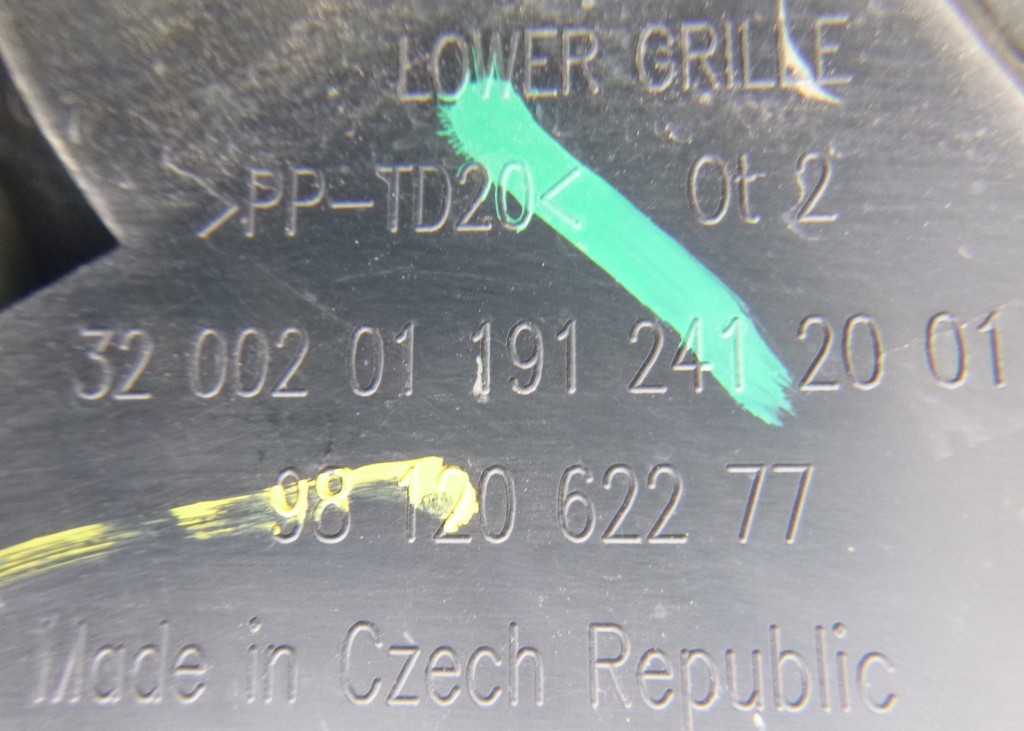 LOWER GRILLE
>PP-TD20< Ot 2
32 002 01 191 241 20 01
98 120 622 77
Made in Czech Republic